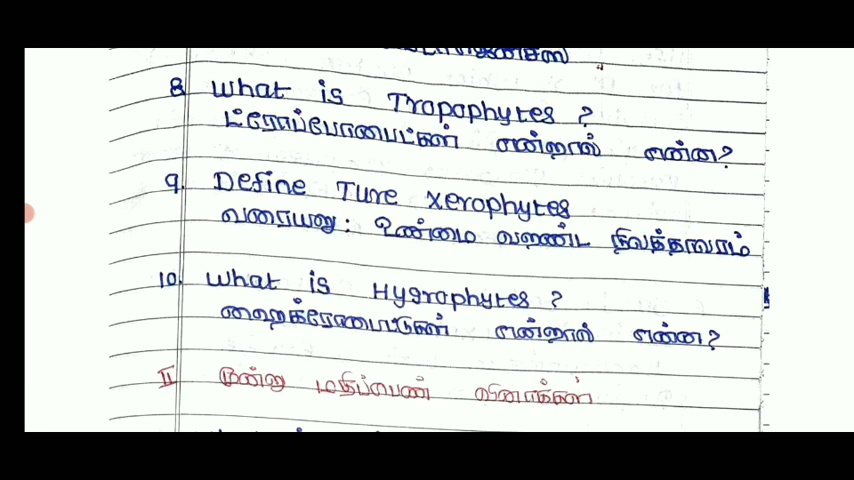 8. What is Tropophytes ?
ட்ரோப்போபைட்கள் என்றால் என்ன?
9. Define Ture xerophytes
வரையறு: உண்மை வறண்ட நிலத்தாவரம்
10. What is Hygrophytes ?
ஹைக்ரோபைட்டுகள் என்றால் என்ன?
II மூன்று மதிப்பெண் வினாக்கள்